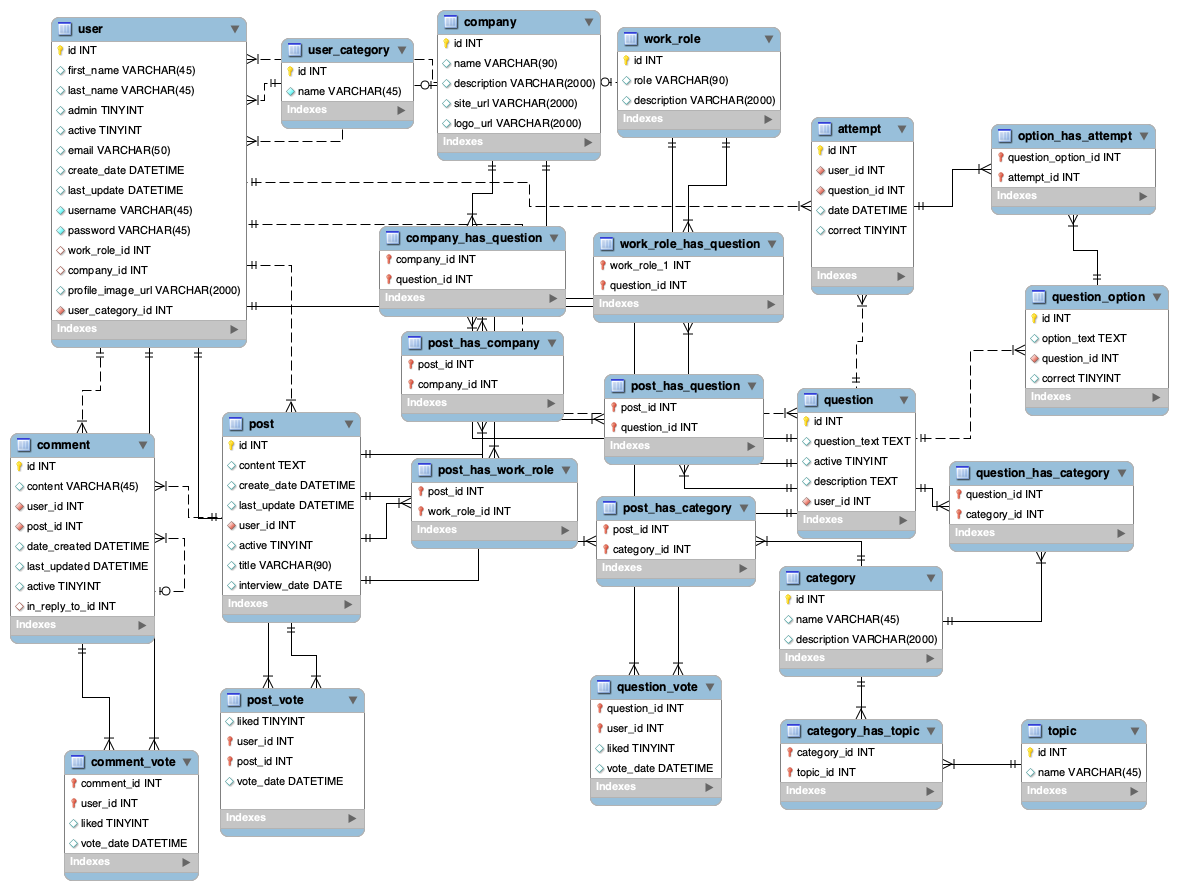 user
id INT
first_name VARCHAR(45)
last_name VARCHAR(45)
admin TINYINT
active TINYINT
email VARCHAR(50)
create_date DATETIME
last_update DATETIME
username VARCHAR(45)
password VARCHAR(45)
work_role_id INT
company_id INT
profile_image_url VARCHAR(2000)
user_category_id INT
Indexes
user_category
id INT
name VARCHAR(45)
Indexes
company
id INT
name VARCHAR(90)
description VARCHAR(2000)
site_url VARCHAR(2000)
logo_url VARCHAR(2000)
Indexes
work_role
id INT
role VARCHAR(90)
description VARCHAR(2000)
Indexes
attempt
id INT
user_id INT
question_id INT
date DATETIME
correct TINYINT
Indexes
option_has_attempt
question_option_id INT
attempt_id INT
Indexes
company_has_question
company_id INT
question_id INT
Indexes
work_role_has_question
work_role_1 INT
question_id INT
Indexes
question_option
id INT
option_text TEXT
question_id INT
correct TINYINT
Indexes
post_has_company
post_id INT
company_id INT
Indexes
post_has_question
post_id INT
question_id INT
Indexes
question
id INT
question_text TEXT
active TINYINT
description TEXT
user_id INT
Indexes
comment
id INT
content VARCHAR(45)
user_id INT
post_id INT
date_created DATETIME
last_updated DATETIME
active TINYINT
in_reply_to_id INT
Indexes
post
id INT
content TEXT
create_date DATETIME
last_update DATETIME
user_id INT
active TINYINT
title VARCHAR(90)
interview_date DATE
Indexes
post_has_work_role
post_id INT
work_role_id INT
Indexes
post_has_category
post_id INT
category_id INT
Indexes
question_has_category
question_id INT
category_id INT
Indexes
category
id INT
name VARCHAR(45)
description VARCHAR(2000)
Indexes
comment_vote
comment_id INT
user_id INT
liked TINYINT
vote_date DATETIME
Indexes
post_vote
liked TINYINT
user_id INT
post_id INT
vote_date DATETIME
Indexes
question_vote
question_id INT
user_id INT
liked TINYINT
vote_date DATETIME
Indexes
category_has_topic
category_id INT
topic_id INT
Indexes
topic
id INT
name VARCHAR(45)
Indexes